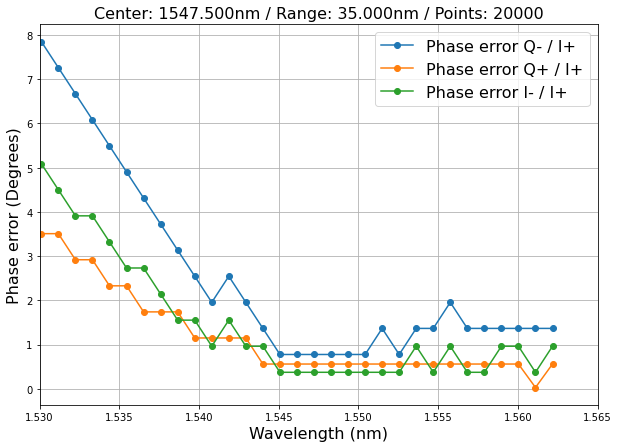 Center: 1547.500nm / Range: 35.000nm / Points: 20000
Phase error Q- / I+
Phase error Q+ / I+
Phase error I- / I+
Phase error (Degrees)
8
7
6
5
4
3
2
1
0
1.530 1.535 1.540 1.545 1.550 1.555 1.560 1.565
Wavelength (nm)